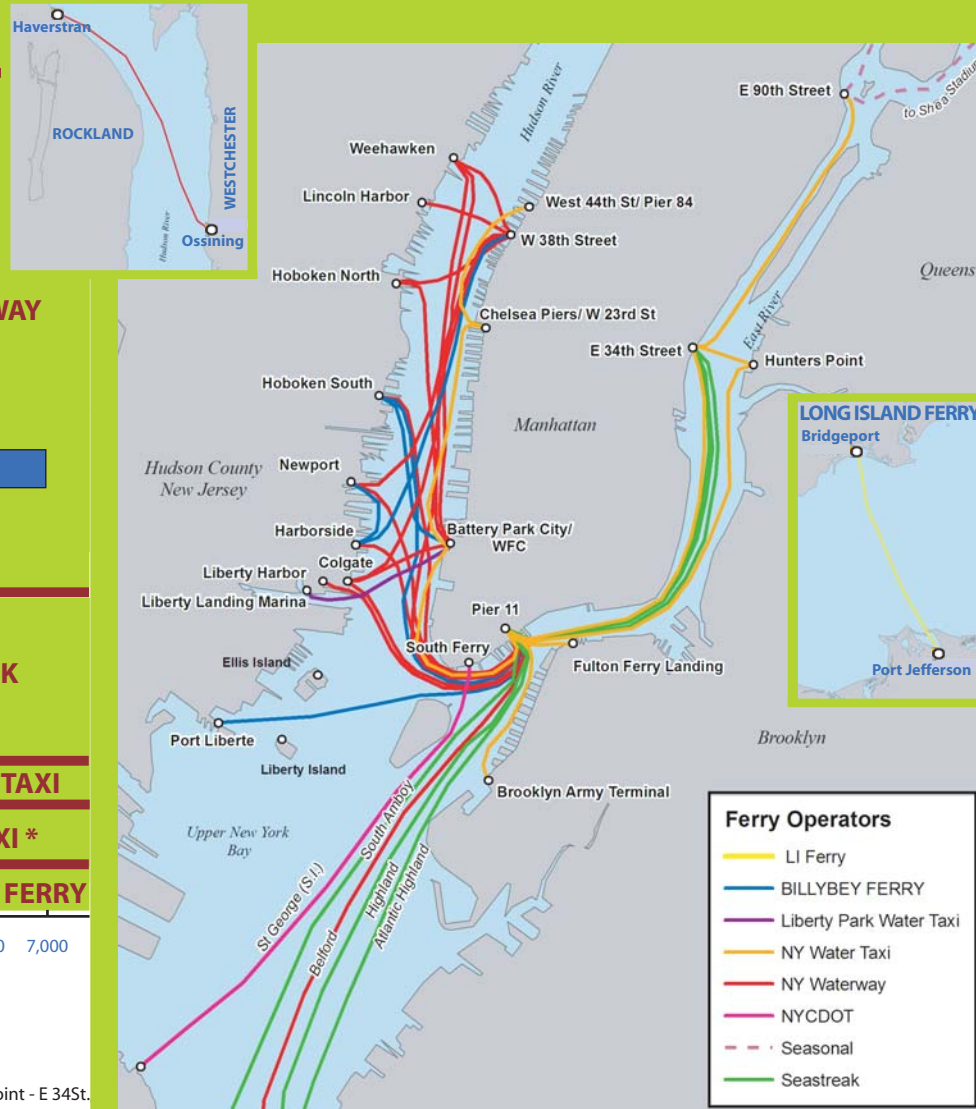 Haverstran
ROCKLAND
WESTCHESTER
Hudson River
Ossining
WAY
K
TAXI
XI *
FERRY
0 7,000
oint - E 34St.
Hudson River
E 90th Street
to Shea Stadium
Weehawken
Lincoln Harbor
West 44th St/ Pier 84
W 38th Street
Hoboken North
Queens
Chelsea Piers/ W 23rd St
East River
E 34th Street
Hunters Point
Hoboken South
Manhattan
LONG ISLAND FERRY
Bridgeport
Port Jefferson
Hudson County
New Jersey
Newport
Harborside
Battery Park City/
WFC
Colgate
Liberty Harbor
Liberty Landing Marina
Pier 11
South Ferry
Fulton Ferry Landing
Ellis Island
Port Liberte
Liberty Island
Brooklyn
Brooklyn Army Terminal
Upper New York
Bay
St George (S.I.)
South Amboy
Belford
Highland
Atlantic Highland
Ferry Operators
LI Ferry
BILLYBEY FERRY
Liberty Park Water Taxi
NY Water Taxi
NY Waterway
NYCDOT
Seasonal
Seastreak